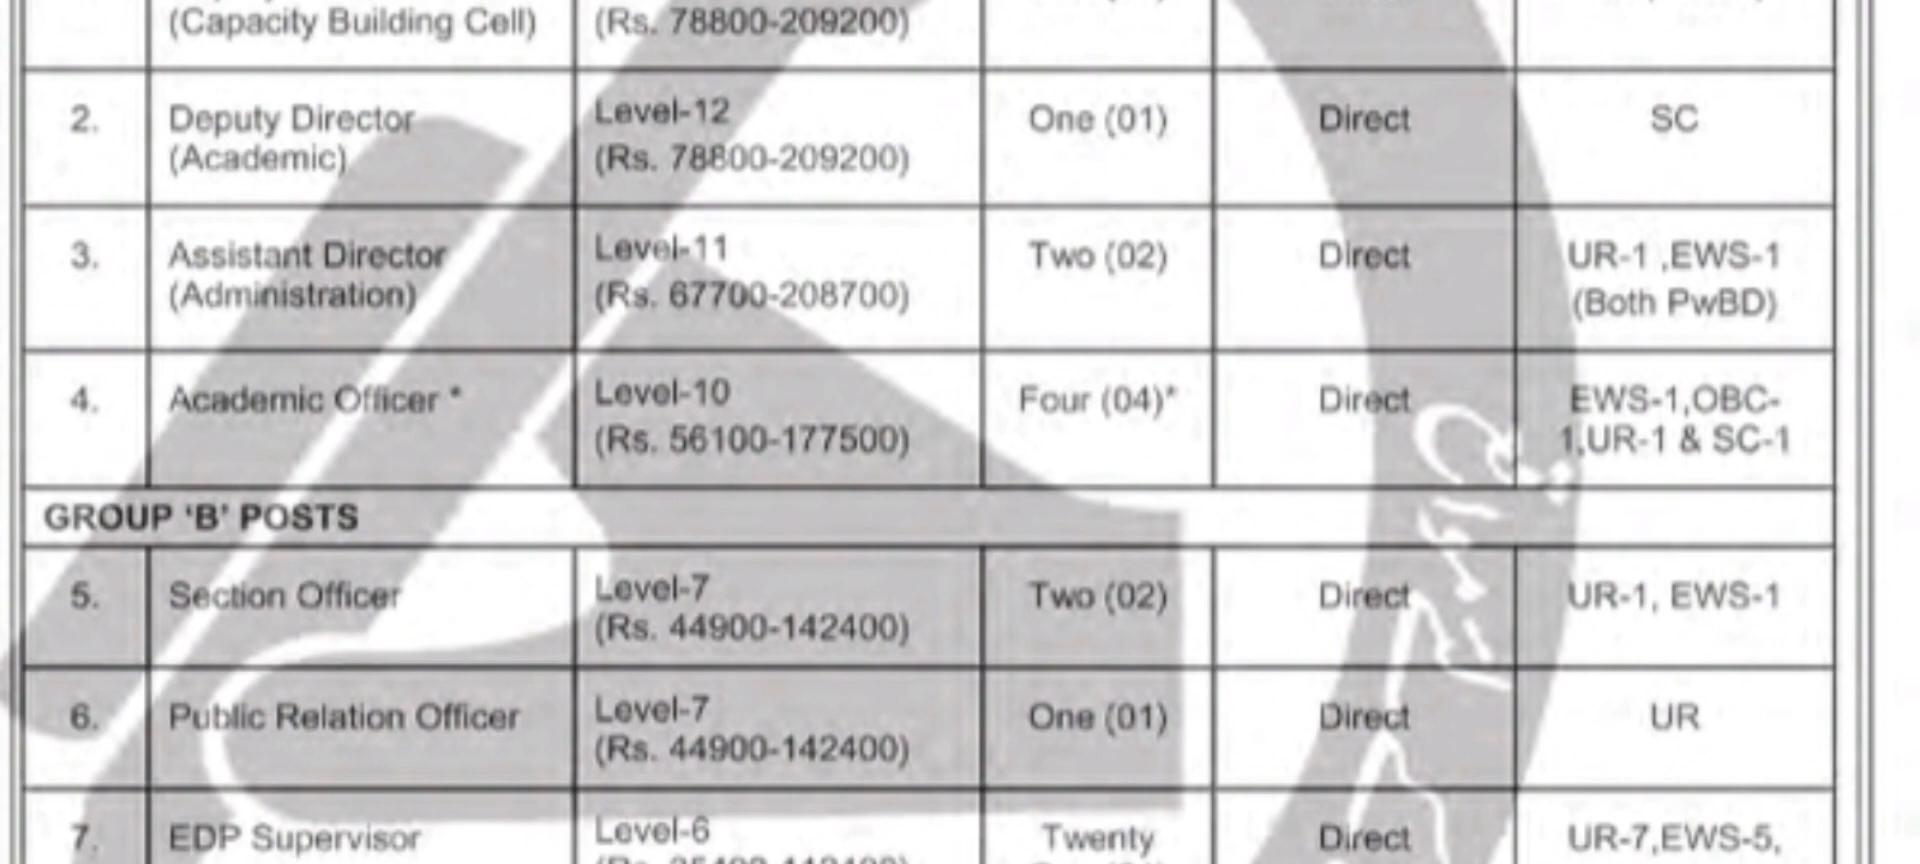 (Capacity Building Cell) (Rs. 78800-209200)
2. Deputy Director (Academic) Level-12 (Rs. 78800-209200) One (01) Direct SC
3. Assistant Director (Administration) Level-11 (Rs. 67700-208700) Two (02) Direct UR-1 ,EWS-1 (Both PwBD)
4. Academic Officer * Level-10 (Rs. 56100-177500) Four (04)* Direct EWS-1,OBC-1,UR-1 & SC-1
GROUP ‘B’ POSTS
5. Section Officer Level-7 (Rs. 44900-142400) Two (02) Direct UR-1, EWS-1
6. Public Relation Officer Level-7 (Rs. 44900-142400) One (01) Direct UR
7. EDP Supervisor Level-6 Twenty Direct UR-7,EWS-5,